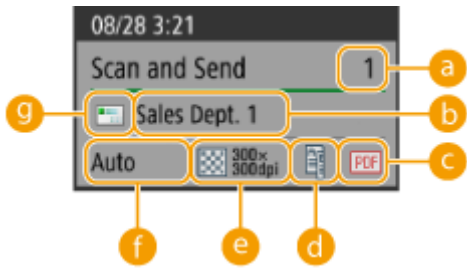 08/28 3:21
Scan and Send 1
a
g
Sales Dept. 1
b
Auto
300×
300dpi
PDF
c
f
e
d